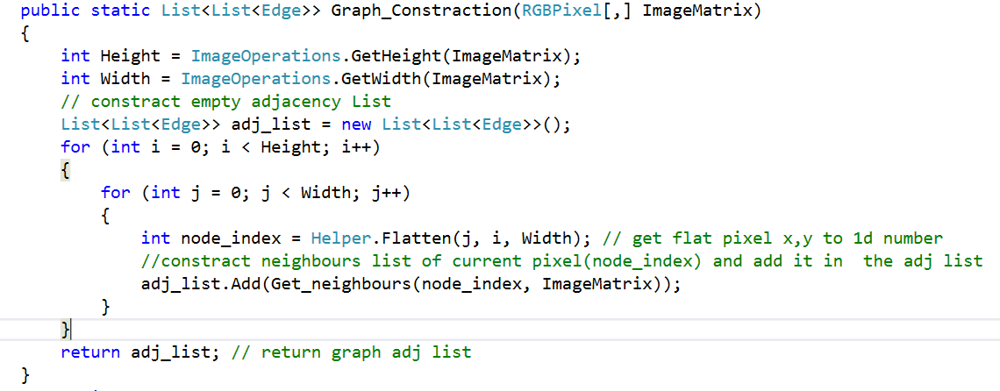 public static List<List<Edge>> Graph_Constraction(RGBPixel[,] ImageMatrix)
{
    int Height = ImageOperations.GetHeight(ImageMatrix);
    int Width = ImageOperations.GetWidth(ImageMatrix);
    // constract empty adjacency List
    List<List<Edge>> adj_list = new List<List<Edge>>();
    for (int i = 0; i < Height; i++)
    {
        for (int j = 0; j < Width; j++)
        {
            int node_index = Helper.Flatten(j, i, Width); // get flat pixel x,y to 1d number
            //constract neighbours list of current pixel(node_index) and add it in  the adj list
            adj_list.Add(Get_neighbours(node_index, ImageMatrix));
        }
    }
    return adj_list; // return graph adj list
}